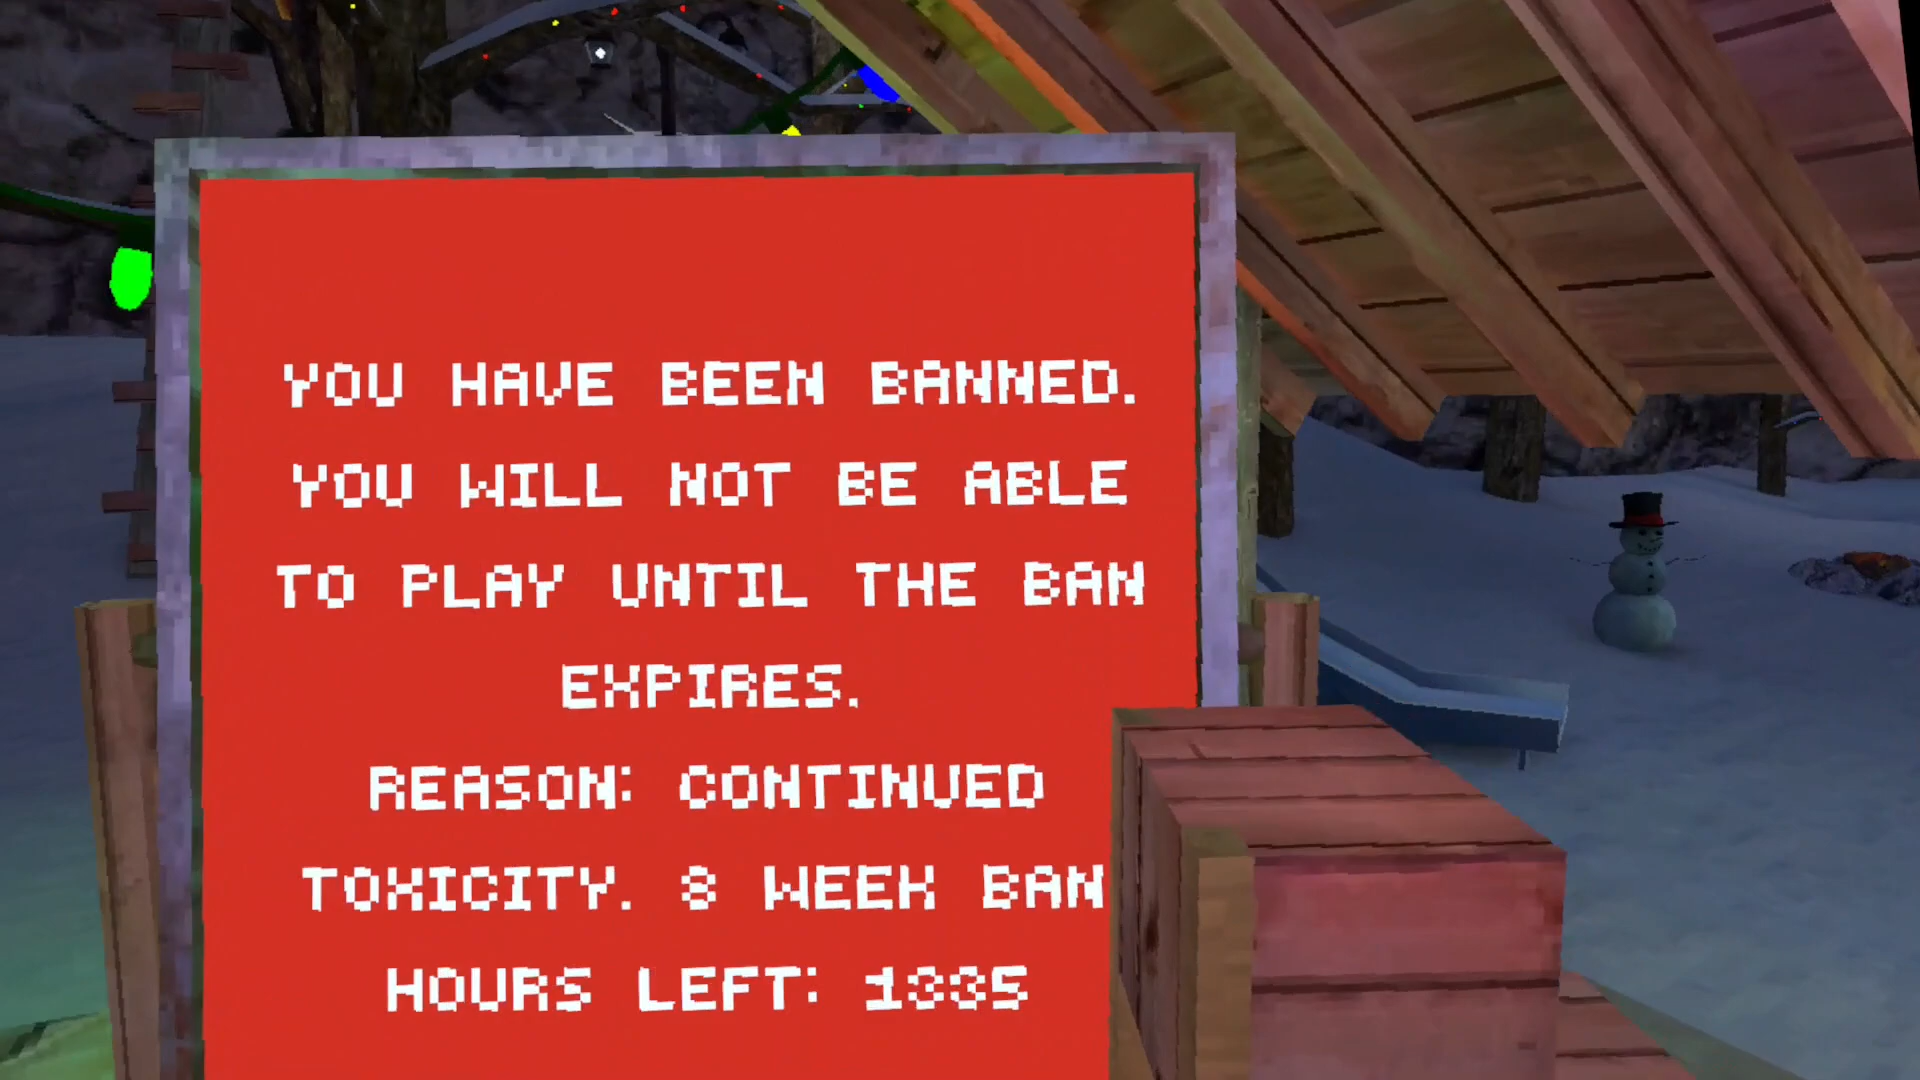 YOU HAVE BEEN BANNED.
YOU WILL NOT BE ABLE
TO PLAY UNTIL THE BAN
EXPIRES.
REASON: CONTINUED
TOXICITY. 8 WEEK BAN
HOURS LEFT: 1335